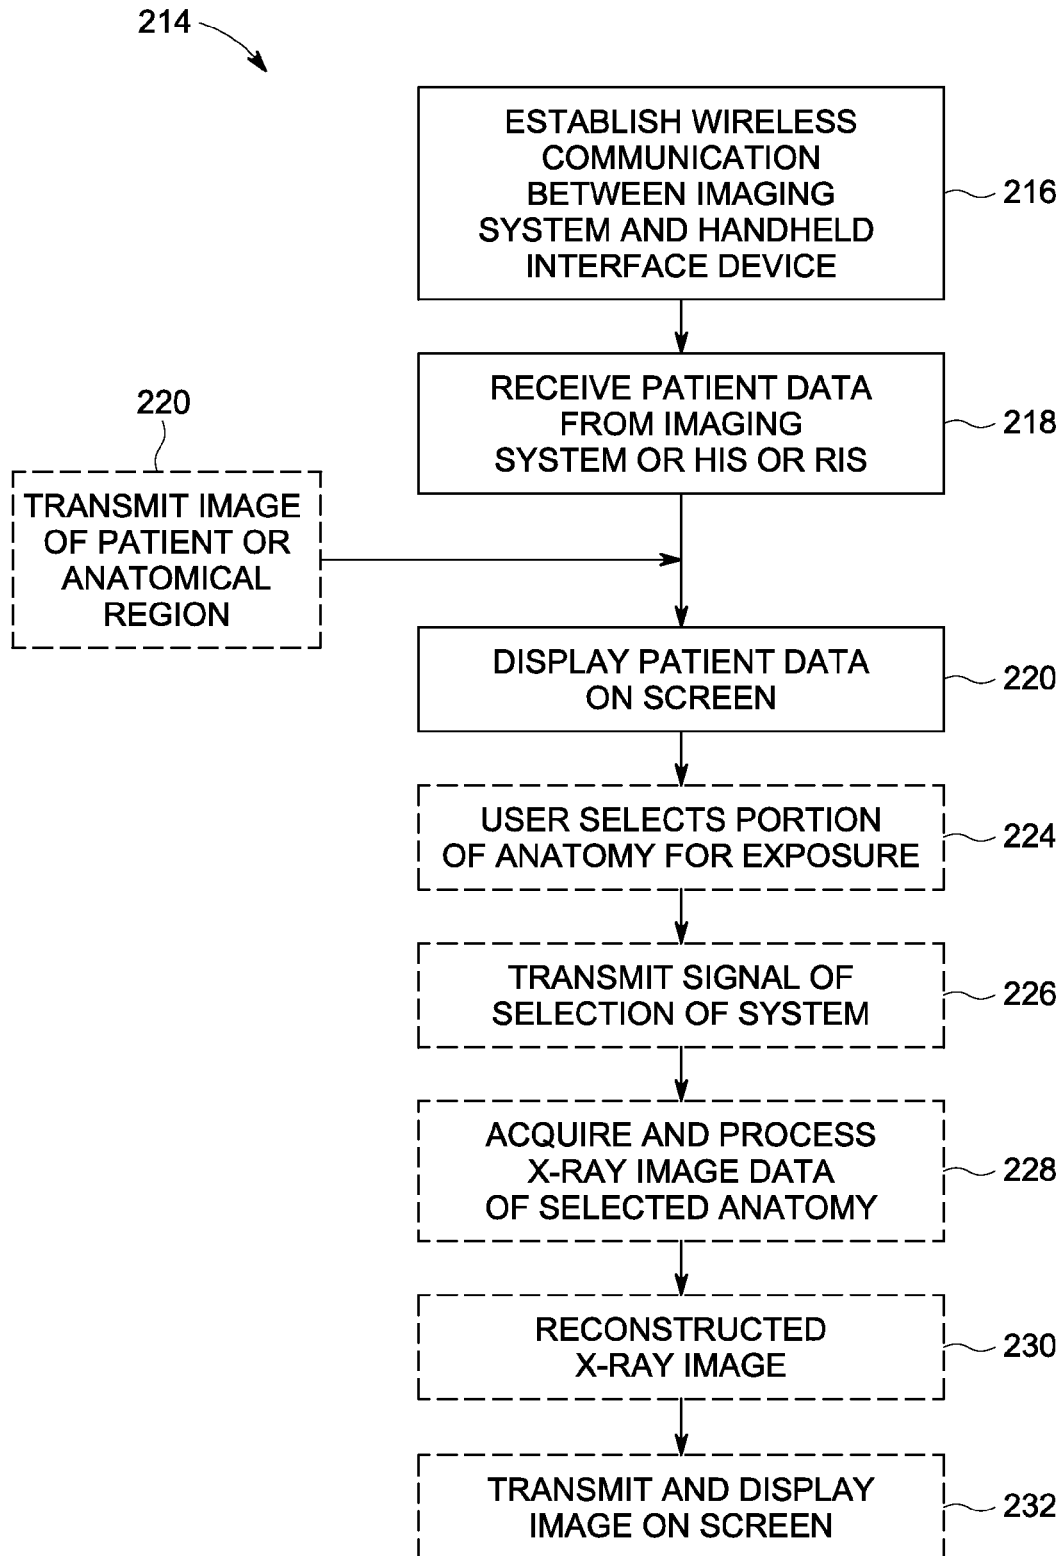 214
ESTABLISH WIRELESS
COMMUNICATION
BETWEEN IMAGING
SYSTEM AND HANDHELD
INTERFACE DEVICE
216
RECEIVE PATIENT DATA
FROM IMAGING
SYSTEM OR HIS OR RIS
218
220
TRANSMIT IMAGE
OF PATIENT OR
ANATOMICAL
REGION
DISPLAY PATIENT DATA
ON SCREEN
220
USER SELECTS PORTION
OF ANATOMY FOR EXPOSURE
224
TRANSMIT SIGNAL OF
SELECTION OF SYSTEM
226
ACQUIRE AND PROCESS
X-RAY IMAGE DATA
OF SELECTED ANATOMY
228
RECONSTRUCTED
X-RAY IMAGE
230
TRANSMIT AND DISPLAY
IMAGE ON SCREEN
232